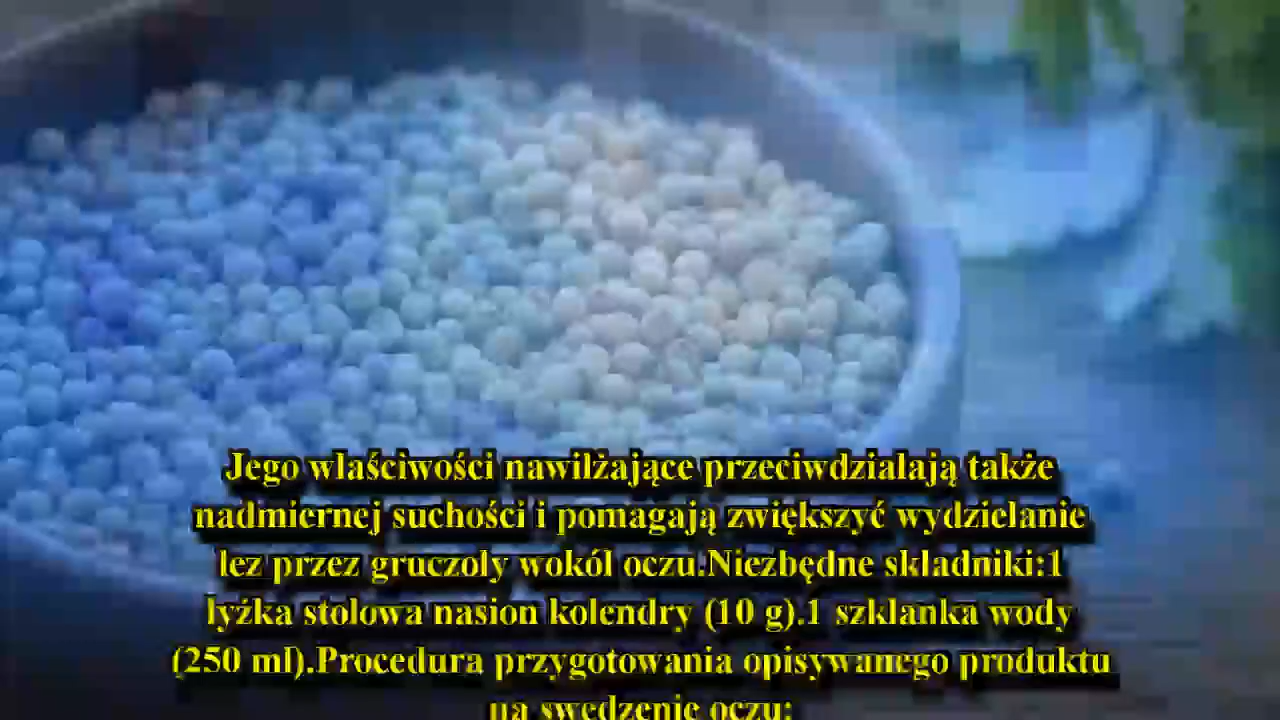 Jego właściwości nawilżające przeciwdziałają także
nadmiernej suchości i pomagają zwiększyć wydzielanie
łez przez gruczoły wokół oczu.Niezbędne składniki:1
łyżka stołowa nasion kolendry (10 g).1 szklanka wody
(250 ml).Procedura przygotowania opisywanego produktu
na swędzenie oczu: